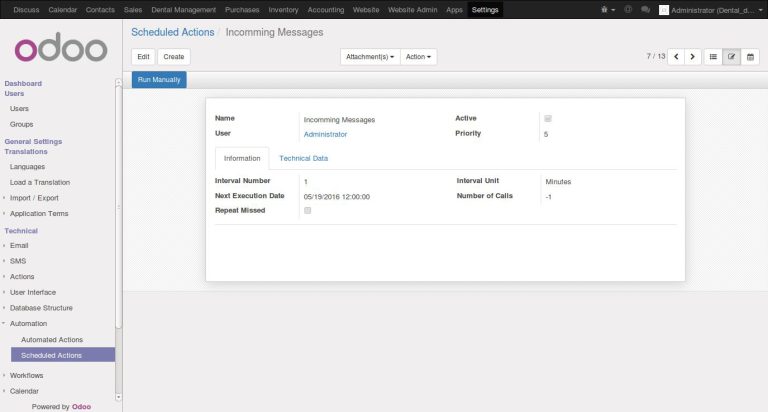 Discuss Calendar Contacts Sales Dental Management Purchases Inventory Accounting Website Website Admin Apps Settings Administrator (Dental_d...
odoo
Scheduled Actions / Incomming Messages
Edit Create Attachment(s) Action 7 / 13
Run Manually
Dashboard
Users
Users
Groups
General Settings
Translations
Languages
Load a Translation
Import / Export
Application Terms
Technical
Email
SMS
Actions
User Interface
Database Structure
Automation
Automated Actions
Scheduled Actions
Workflows
Calendar
Powered by Odoo
Name Incomming Messages Active
User Administrator Priority 5
Information Technical Data
Interval Number 1 Interval Unit Minutes
Next Execution Date 05/19/2016 12:00:00 Number of Calls -1
Repeat Missed